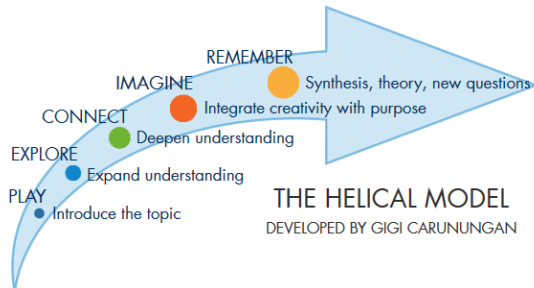 REMEMBER
Synthesis, theory, new questions
IMAGINE
Integrate creativity with purpose
CONNECT
Deepen understanding
EXPLORE
Expand understanding
PLAY
Introduce the topic
THE HELICAL MODEL
DEVELOPED BY GIGI CARUNUNGAN